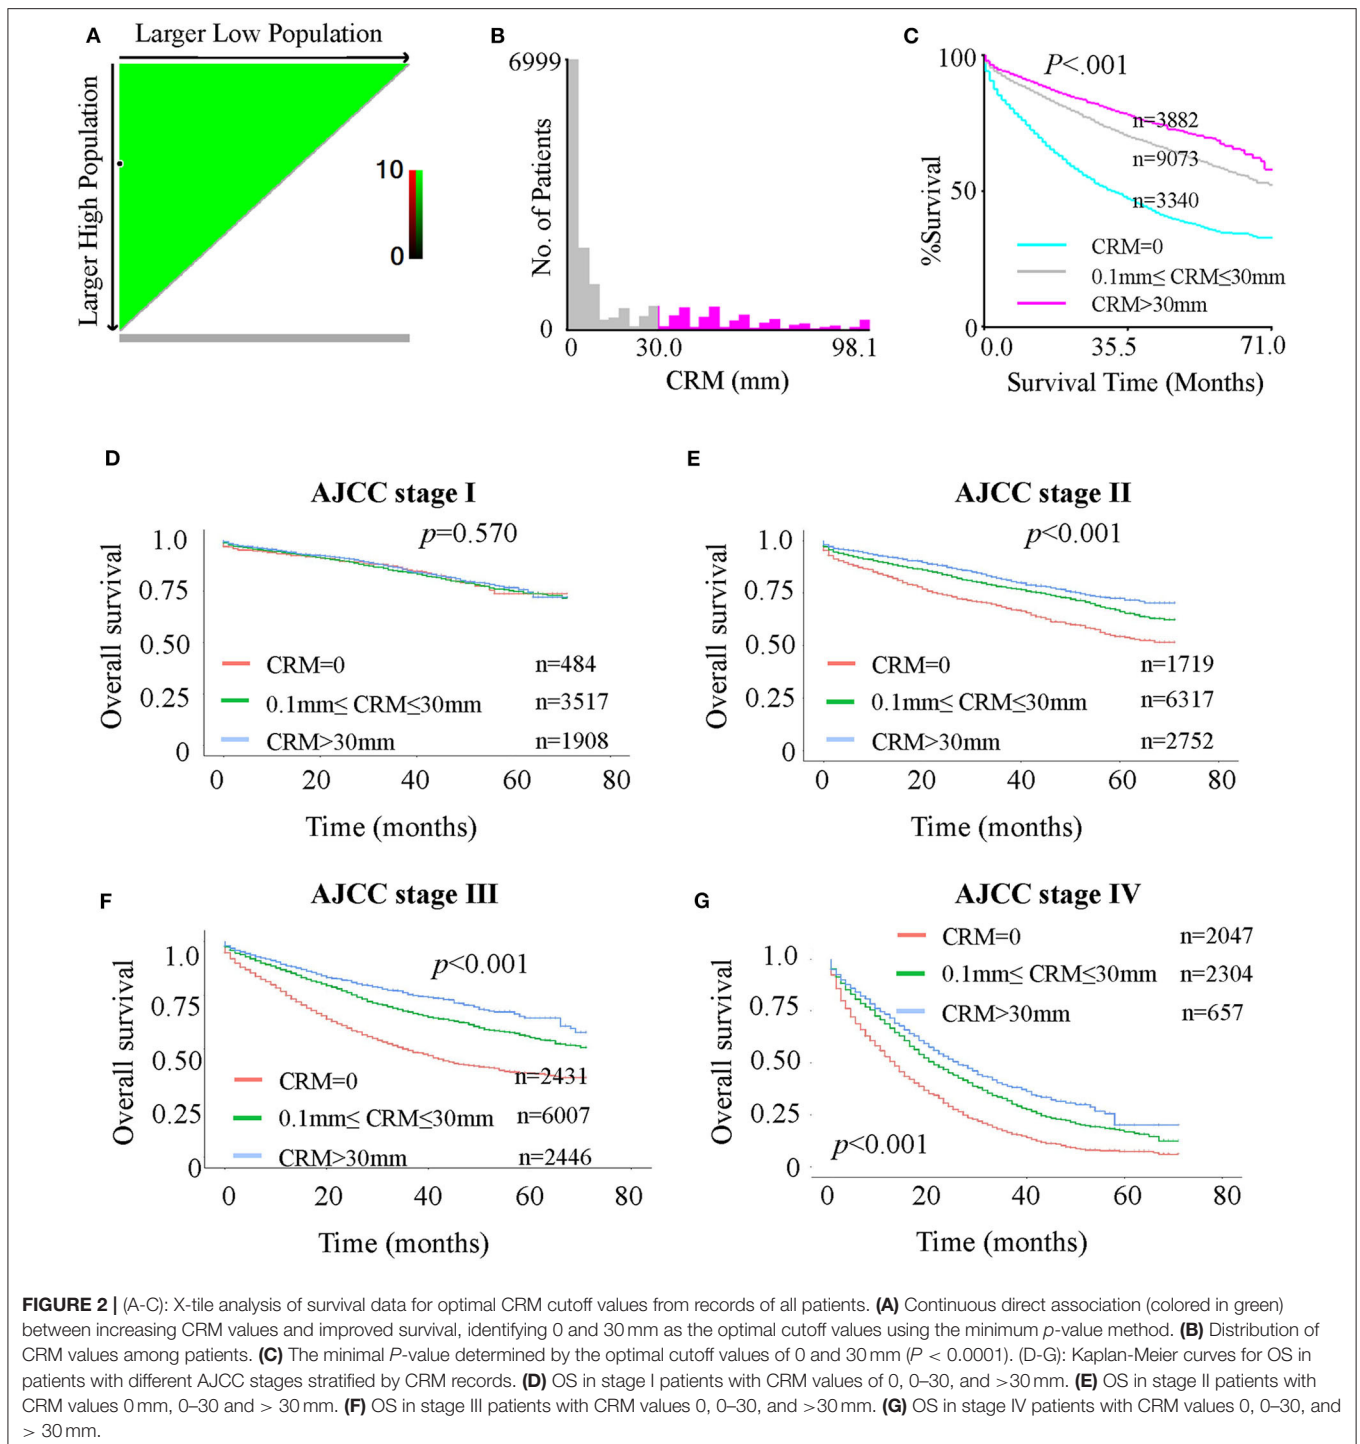 A
Larger Low Population
Larger High Population
10
0
B
6999
0
No. of Patients
0 30.0 98.1
CRM (mm)
C
100
50
0
%Survival
P<.001
n=3882
n=9073
n=3340
CRM=0
0.1mm≤ CRM≤30mm
CRM>30mm
0.0 35.5 71.0
Survival Time (Months)
D
AJCC stage I
p=0.570
Overall survival
1.0
0.75
0.50
0.25
0
CRM=0 n=484
0.1mm≤ CRM≤30mm n=3517
CRM>30mm n=1908
0 20 40 60 80
Time (months)
E
AJCC stage II
p<0.001
Overall survival
1.0
0.75
0.50
0.25
0
CRM=0 n=1719
0.1mm≤ CRM≤30mm n=6317
CRM>30mm n=2752
0 20 40 60 80
Time (months)
F
AJCC stage III
p<0.001
Overall survival
1.0
0.75
0.50
0.25
0
CRM=0 n=2431
0.1mm≤ CRM≤30mm n=6007
CRM>30mm n=2446
0 20 40 60 80
Time (months)
G
AJCC stage IV
CRM=0 n=2047
0.1mm≤ CRM≤30mm n=2304
CRM>30mm n=657
Overall survival
1.0
0.75
0.50
0.25
0
p<0.001
0 20 40 60 80
Time (months)
FIGURE 2 | (A-C): X-tile analysis of survival data for optimal CRM cutoff values from records of all patients. (A) Continuous direct association (colored in green)
between increasing CRM values and improved survival, identifying 0 and 30 mm as the optimal cutoff values using the minimum p-value method. (B) Distribution of
CRM values among patients. (C) The minimal P-value determined by the optimal cutoff values of 0 and 30 mm (P < 0.0001). (D-G): Kaplan-Meier curves for OS in
patients with different AJCC stages stratified by CRM records. (D) OS in stage I patients with CRM values of 0, 0–30, and >30 mm. (E) OS in stage II patients with
CRM values 0 mm, 0–30 and > 30 mm. (F) OS in stage III patients with CRM values 0, 0–30, and >30 mm. (G) OS in stage IV patients with CRM values 0, 0–30, and
> 30 mm.